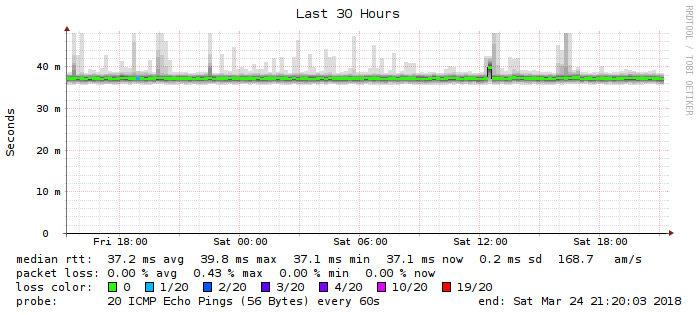 Last 30 Hours
RRDTOOL / TOBI OETIKER
Seconds
40 m
30 m
20 m
10 m
0
Fri 18:00 Sat 00:00 Sat 06:00 Sat 12:00 Sat 18:00
median rtt: 37.2 ms avg 39.8 ms max 37.1 ms min 37.1 ms now 0.2 ms sd 168.7 am/s
packet loss: 0.00 % avg 0.43 % max 0.00 % min 0.00 % now
loss color: 0 1/20 2/20 3/20 4/20 10/20 19/20
probe: 20 ICMP Echo Pings (56 Bytes) every 60s end: Sat Mar 24 21:20:03 2018